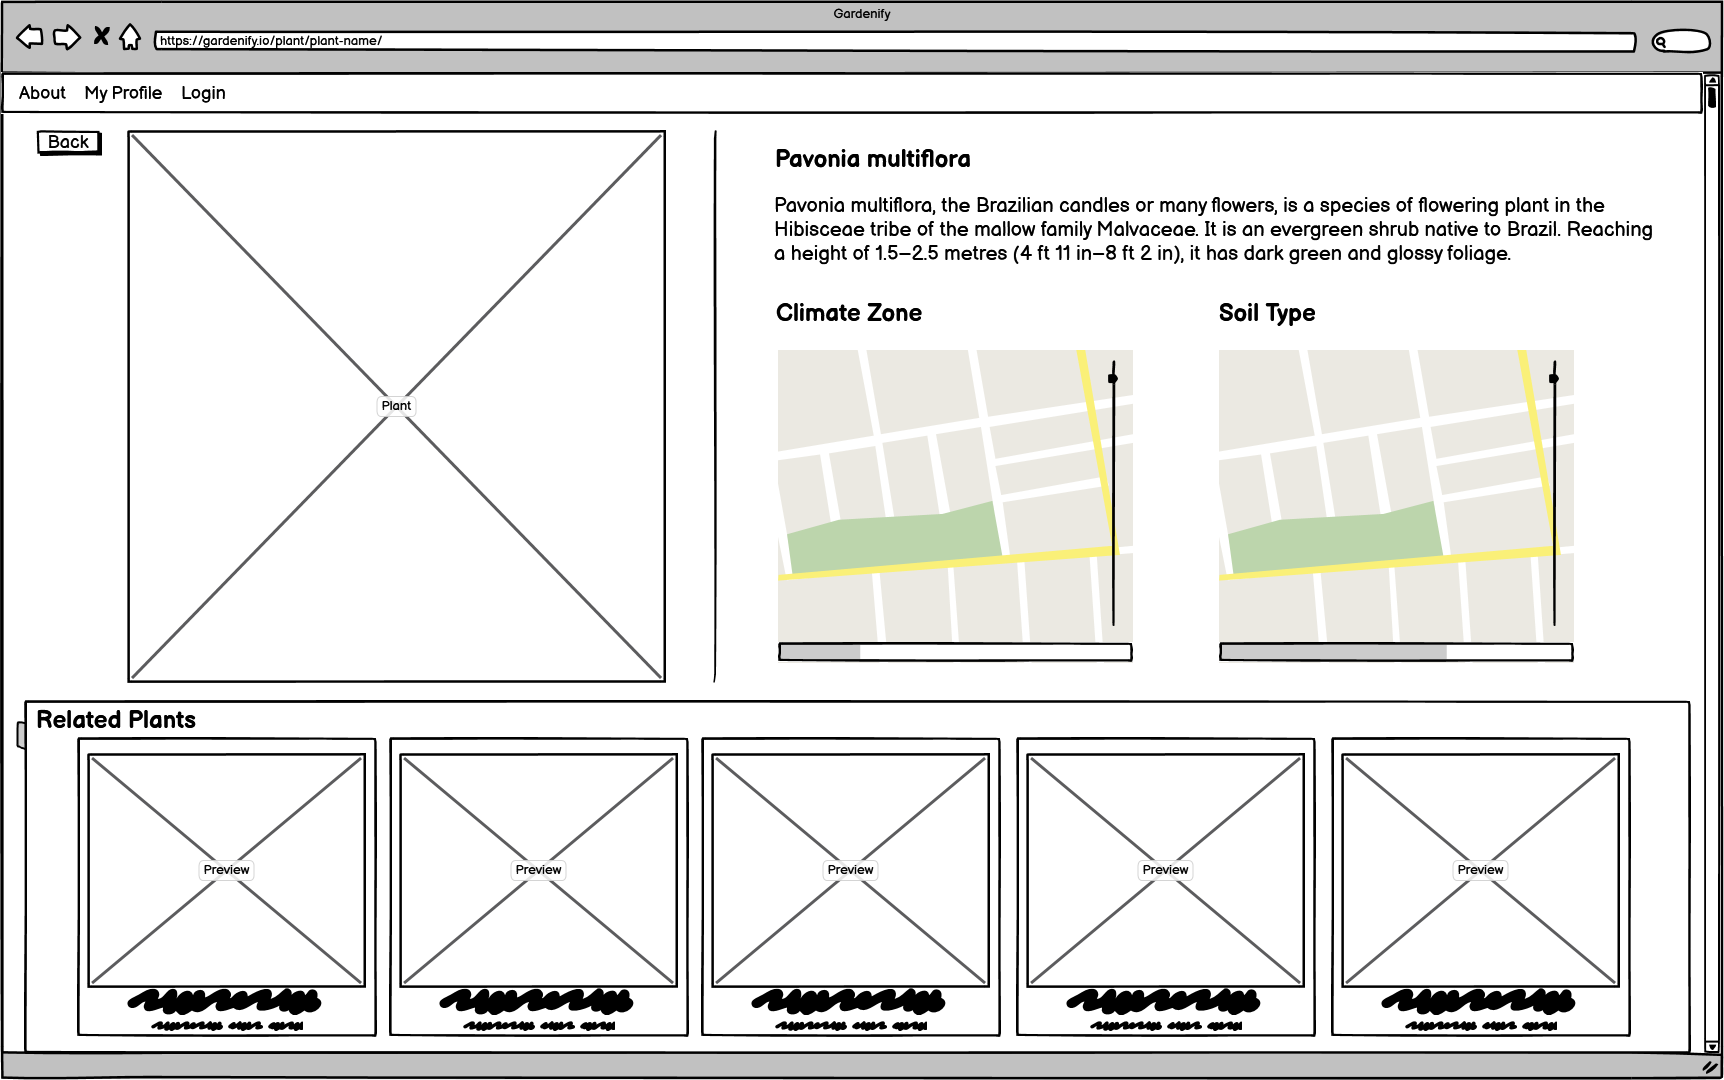 Gardenify
https://gardenify.io/plant/plant-name/
About My Profile Login
Back
Plant
Pavonia multiflora
Pavonia multiflora, the Brazilian candles or many flowers, is a species of flowering plant in the
Hibisceae tribe of the mallow family Malvaceae. It is an evergreen shrub native to Brazil. Reaching
a height of 1.5–2.5 metres (4 ft 11 in–8 ft 2 in), it has dark green and glossy foliage.
Climate Zone
Soil Type
Related Plants
Preview
Preview
Preview
Preview
Preview